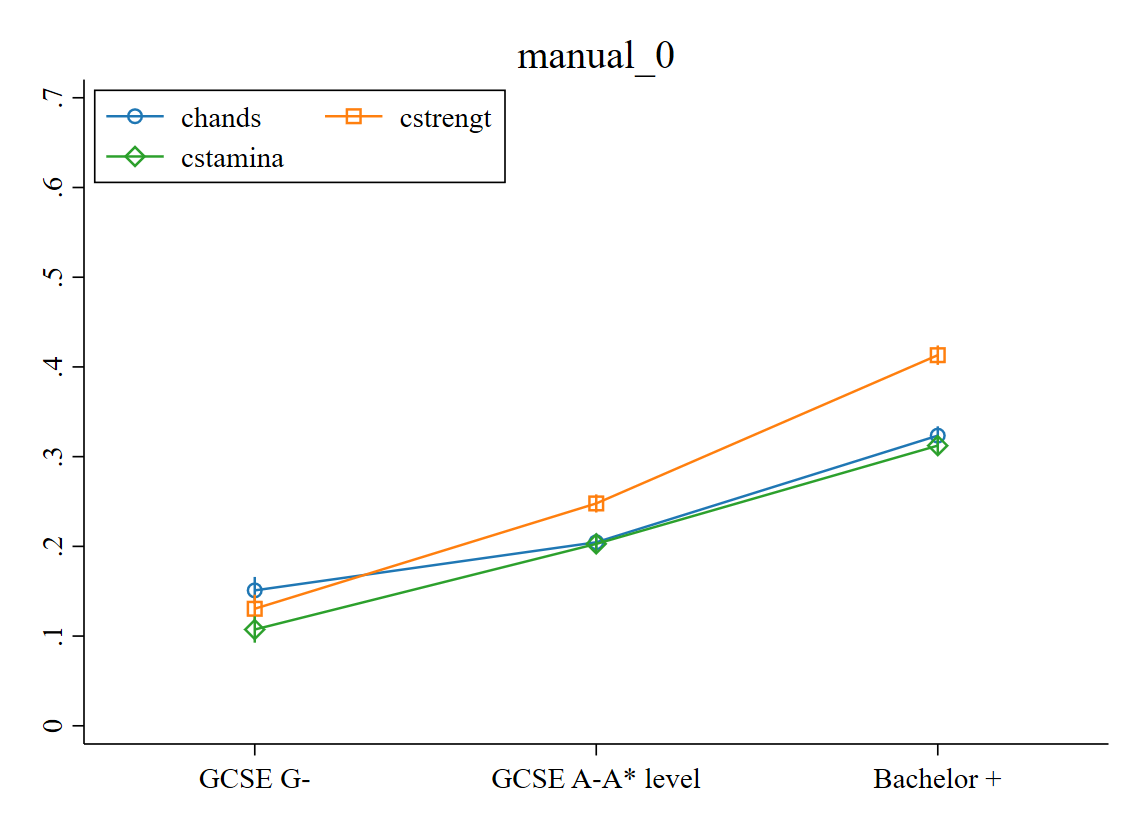 manual_0
chands cstrengt
cstamina
.7
.6
.5
.4
.3
.2
.1
0
GCSE G-
GCSE A-A* level
Bachelor +